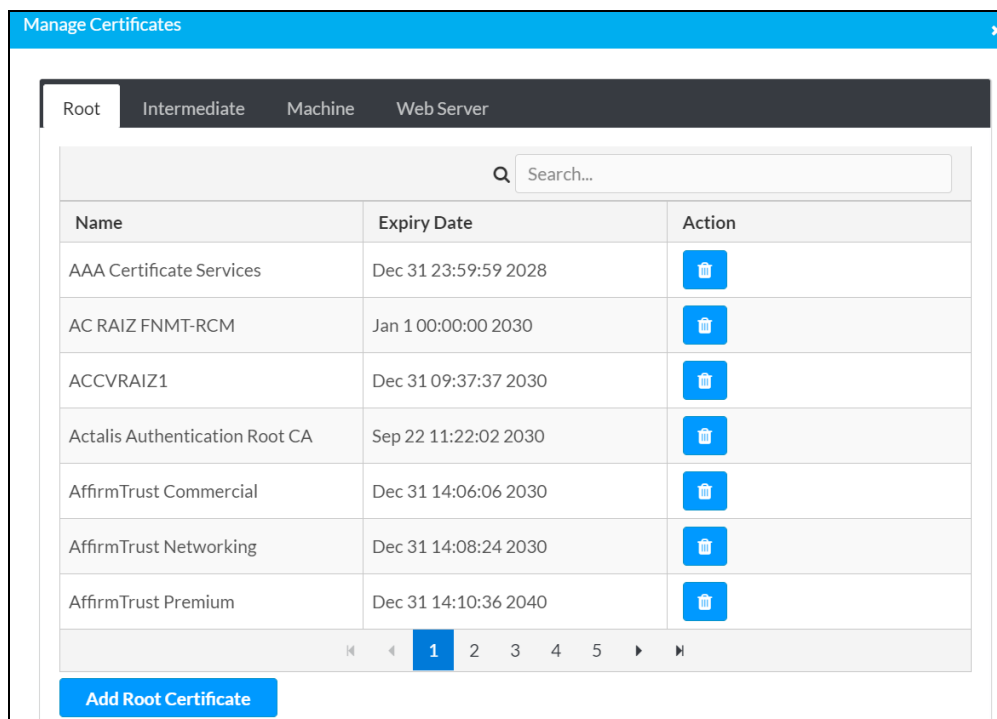 Manage Certificates
Root Intermediate Machine Web Server
Search...
Name Expiry Date Action
AAA Certificate Services Dec 31 23:59:59 2028
AC RAIZ FNMT-RCM Jan 1 00:00:00 2030
ACCVRAIZ1 Dec 31 09:37:37 2030
Actalis Authentication Root CA Sep 22 11:22:02 2030
AffirmTrust Commercial Dec 31 14:06:06 2030
AffirmTrust Networking Dec 31 14:08:24 2030
AffirmTrust Premium Dec 31 14:10:36 2040
1 2 3 4 5
Add Root Certificate